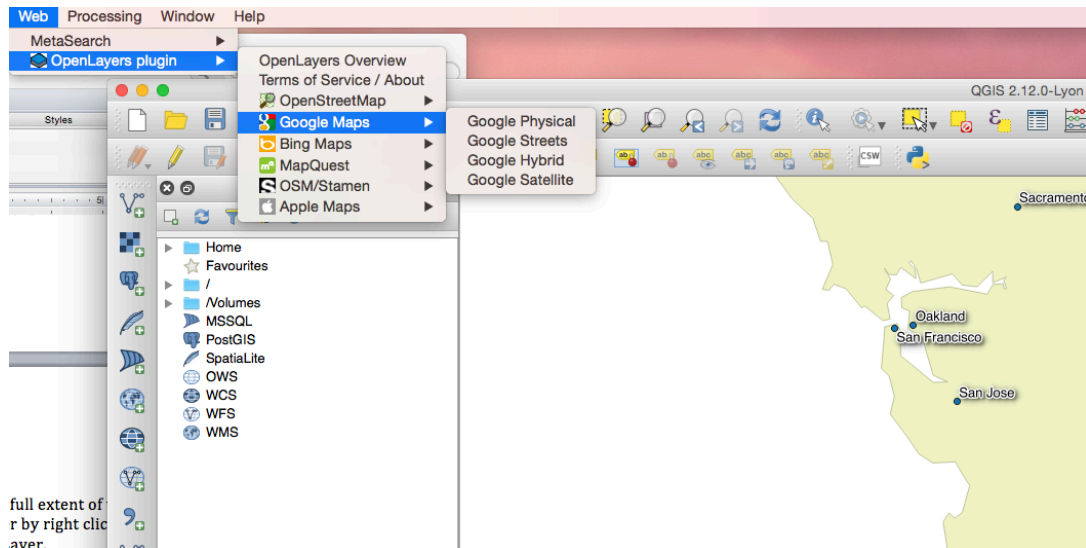 Web Processing Window Help
MetaSearch
OpenLayers plugin
OpenLayers Overview
Terms of Service / About
OpenStreetMap
Google Maps
Bing Maps
MapQuest
OSM/Stamen
Apple Maps
Google Physical
Google Streets
Google Hybrid
Google Satellite
QGIS 2.12.0-Lyon
Styles
CSW
Home
Favourites
/
/Volumes
MSSQL
PostGIS
SpatiaLite
OWS
WCS
WFS
WMS
Sacramento
Oakland
San Francisco
San Jose
full extent of
r by right clic
layer.